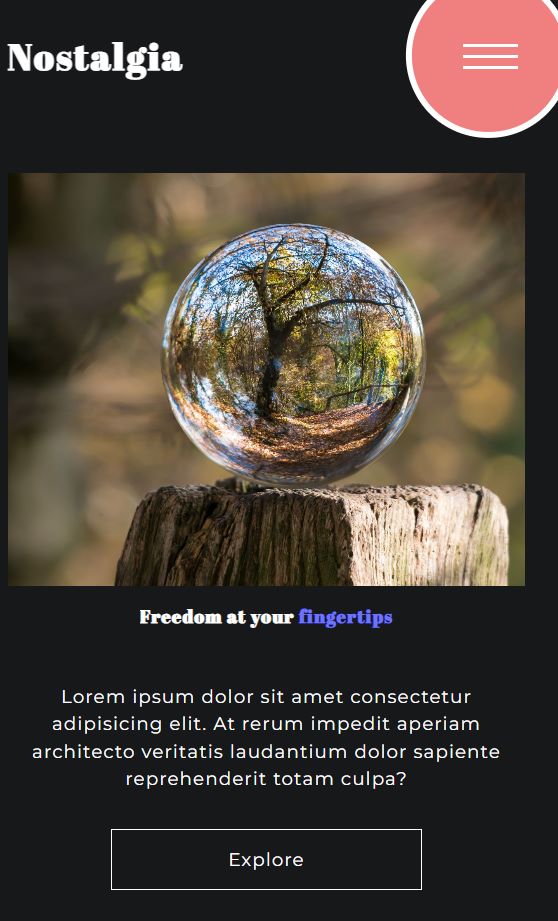 Nostalgia
Freedom at your fingertips
Lorem ipsum dolor sit amet consectetur
adipisicing elit. At rerum impedit aperiam
architecto veritatis laudantium dolor sapiente
reprehenderit totam culpa?
Explore